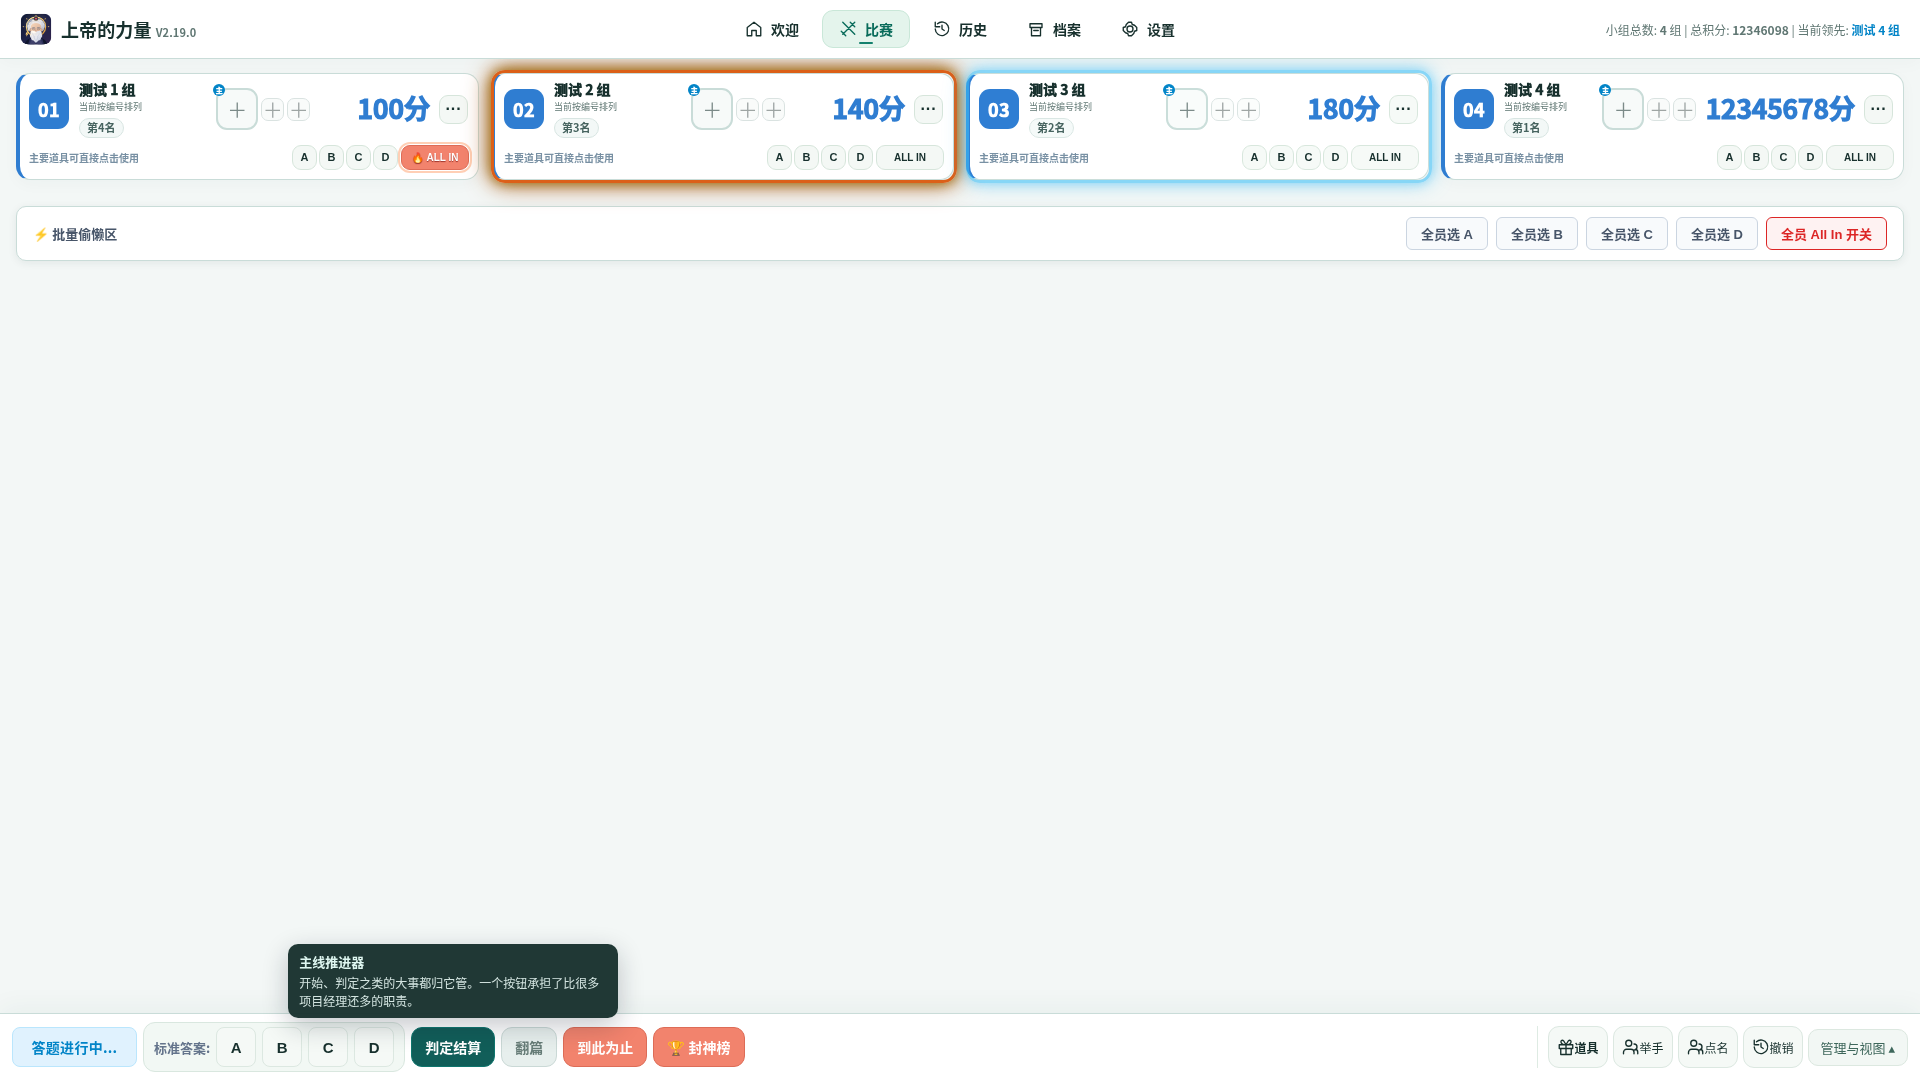 上帝的力量 V2.19.0
欢迎
比赛
历史
档案
设置
小组总数: 4 组 | 总积分: 12346098 | 当前领先: 测试 4 组
01
测试 1 组
当前按编号排列
第4名
主
100分
...
主要道具可直接点击使用
A B C D 🔥 ALL IN
02
测试 2 组
当前按编号排列
第3名
主
140分
...
主要道具可直接点击使用
A B C D ALL IN
03
测试 3 组
当前按编号排列
第2名
主
180分
...
主要道具可直接点击使用
A B C D ALL IN
04
测试 4 组
当前按编号排列
第1名
主
12345678分
...
主要道具可直接点击使用
A B C D ALL IN
⚡ 批量偷懒区
全员选 A
全员选 B
全员选 C
全员选 D
全员 All In 开关
主线推进器
开始、判定之类的大事都归它管。一个按钮承担了比很多
项目经理还多的职责。
答题进行中...
标准答案: A B C D
判定结算
翻篇
到此为止
🏆 封神榜
道具
举手
点名
撤销
管理与视图 ▴